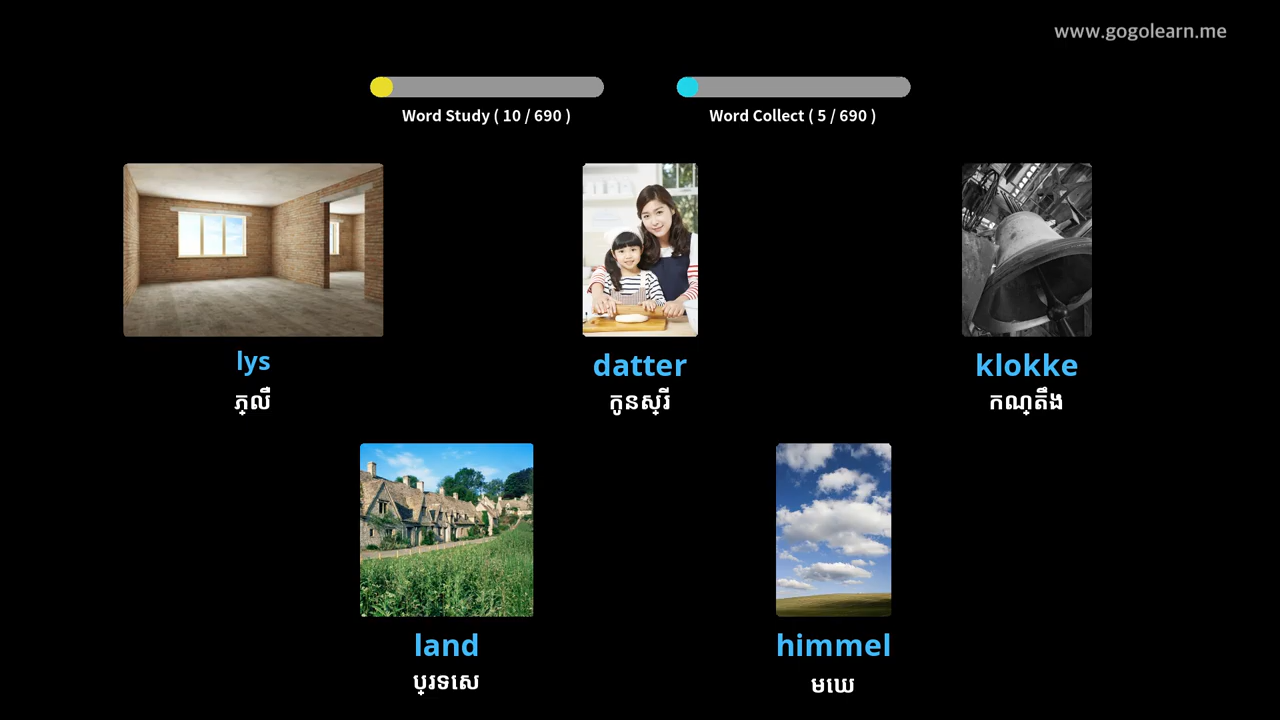 www.gogolearn.me
Word Study ( 10 / 690 )
Word Collect ( 5 / 690 )
lys
ភ្លឺ
datter
កូនស្រី
klokke
កណ្តឹង
land
ប្រទេស
himmel
មេឃ